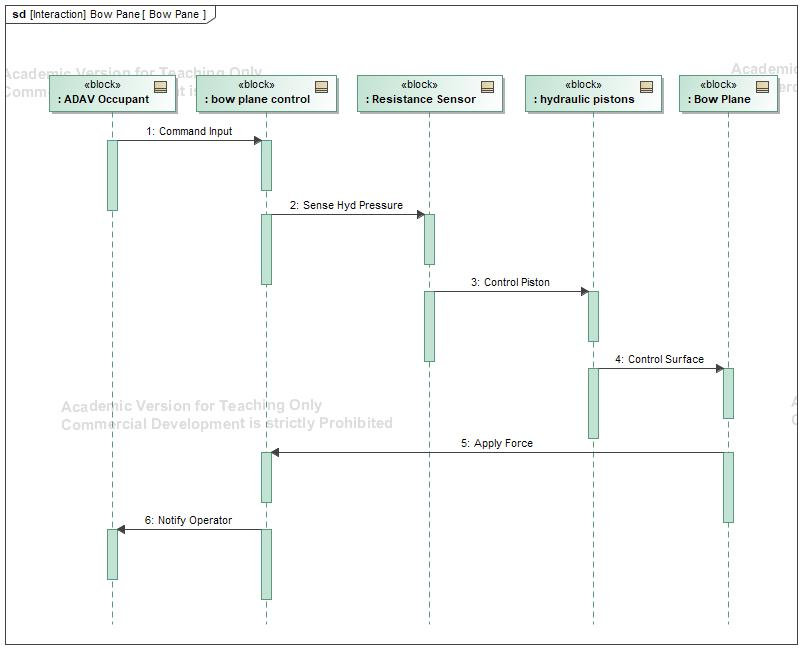 sd [Interaction] Bow Pane [ Bow Pane ]
Academic Version for Teaching Only
Academic
«block»
: ADAV Occupant
«block»
: bow plane control
«block»
: Resistance Sensor
«block»
: hydraulic pistons
«block»
: Bow Plane
1: Command Input
2: Sense Hyd Pressure
3: Control Piston
4: Control Surface
Academic Version for Teaching Only
Commercial Development is strictly Prohibited
5: Apply Force
6: Notify Operator